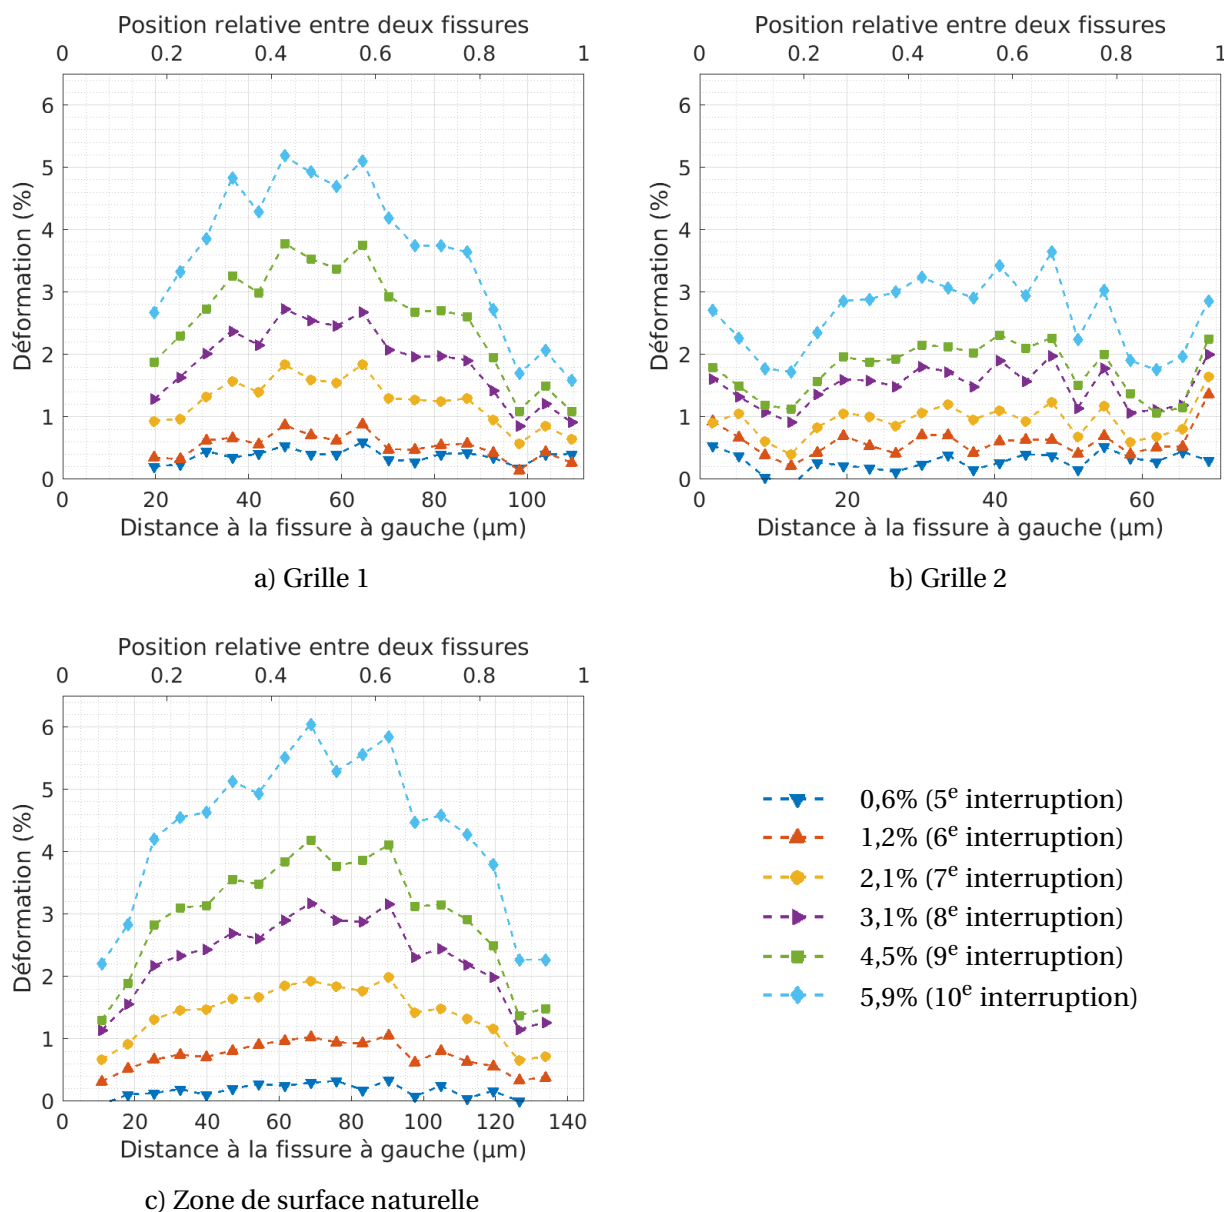 Position relative entre deux fissures
0 0.2 0.4 0.6 0.8 1
Déformation (%)
6
5
4
3
2
1
0
0 20 40 60 80 100
Distance à la fissure à gauche (µm)
a) Grille 1
Position relative entre deux fissures
0 0.2 0.4 0.6 0.8 1
Déformation (%)
6
5
4
3
2
1
0
0 20 40 60
Distance à la fissure à gauche (µm)
b) Grille 2
Position relative entre deux fissures
0 0.2 0.4 0.6 0.8 1
Déformation (%)
6
5
4
3
2
1
0
0 20 40 60 80 100 120 140
Distance à la fissure à gauche (µm)
c) Zone de surface naturelle
0,6% (5e interruption)
1,2% (6e interruption)
2,1% (7e interruption)
3,1% (8e interruption)
4,5% (9e interruption)
5,9% (10e interruption)